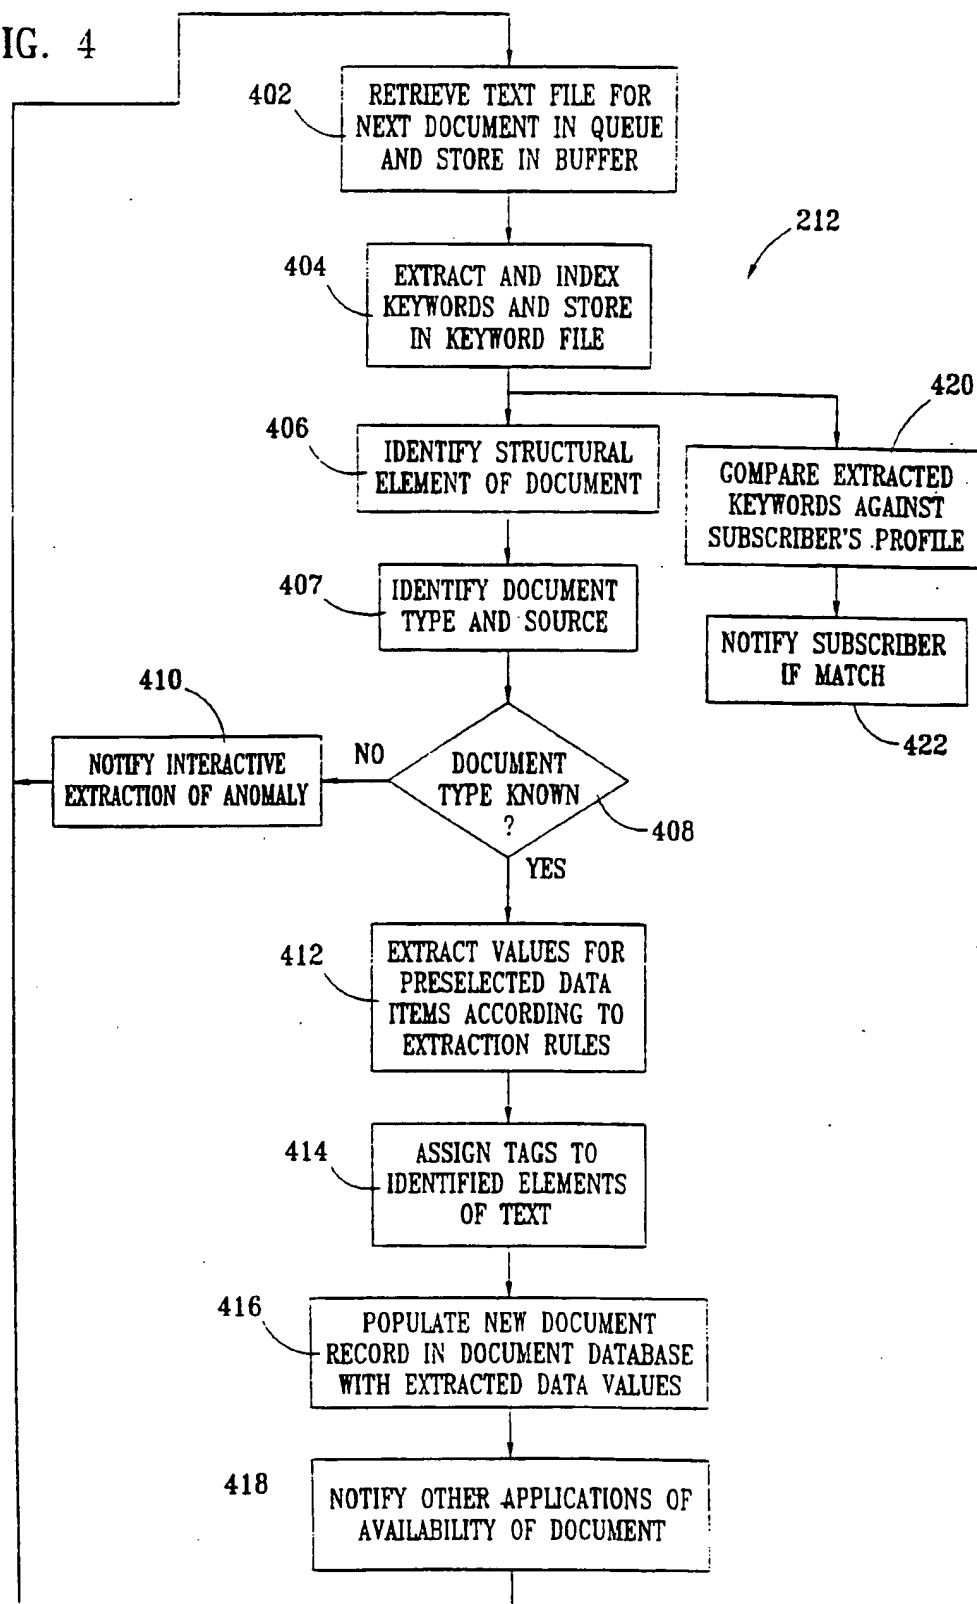 IG. 4
402
RETRIEVE TEXT FILE FOR
NEXT DOCUMENT IN QUEUE
AND STORE IN BUFFER
212
404
EXTRACT AND INDEX
KEYWORDS AND STORE
IN KEYWORD FILE
420
406
IDENTIFY STRUCTURAL
ELEMENT OF DOCUMENT
COMPARE EXTRACTED
KEYWORDS AGAINST
SUBSCRIBER'S PROFILE
407
IDENTIFY DOCUMENT
TYPE AND SOURCE
NOTIFY SUBSCRIBER
IF MATCH
422
410
NOTIFY INTERACTIVE
EXTRACTION OF ANOMALY
NO
DOCUMENT
TYPE KNOWN
?
408
YES
412
EXTRACT VALUES FOR
PRESELECTED DATA
ITEMS ACCORDING TO
EXTRACTION RULES
414
ASSIGN TAGS TO
IDENTIFIED ELEMENTS
OF TEXT
416
POPULATE NEW DOCUMENT
RECORD IN DOCUMENT DATABASE
WITH EXTRACTED DATA VALUES
418
NOTIFY OTHER APPLICATIONS OF
AVAILABILITY OF DOCUMENT